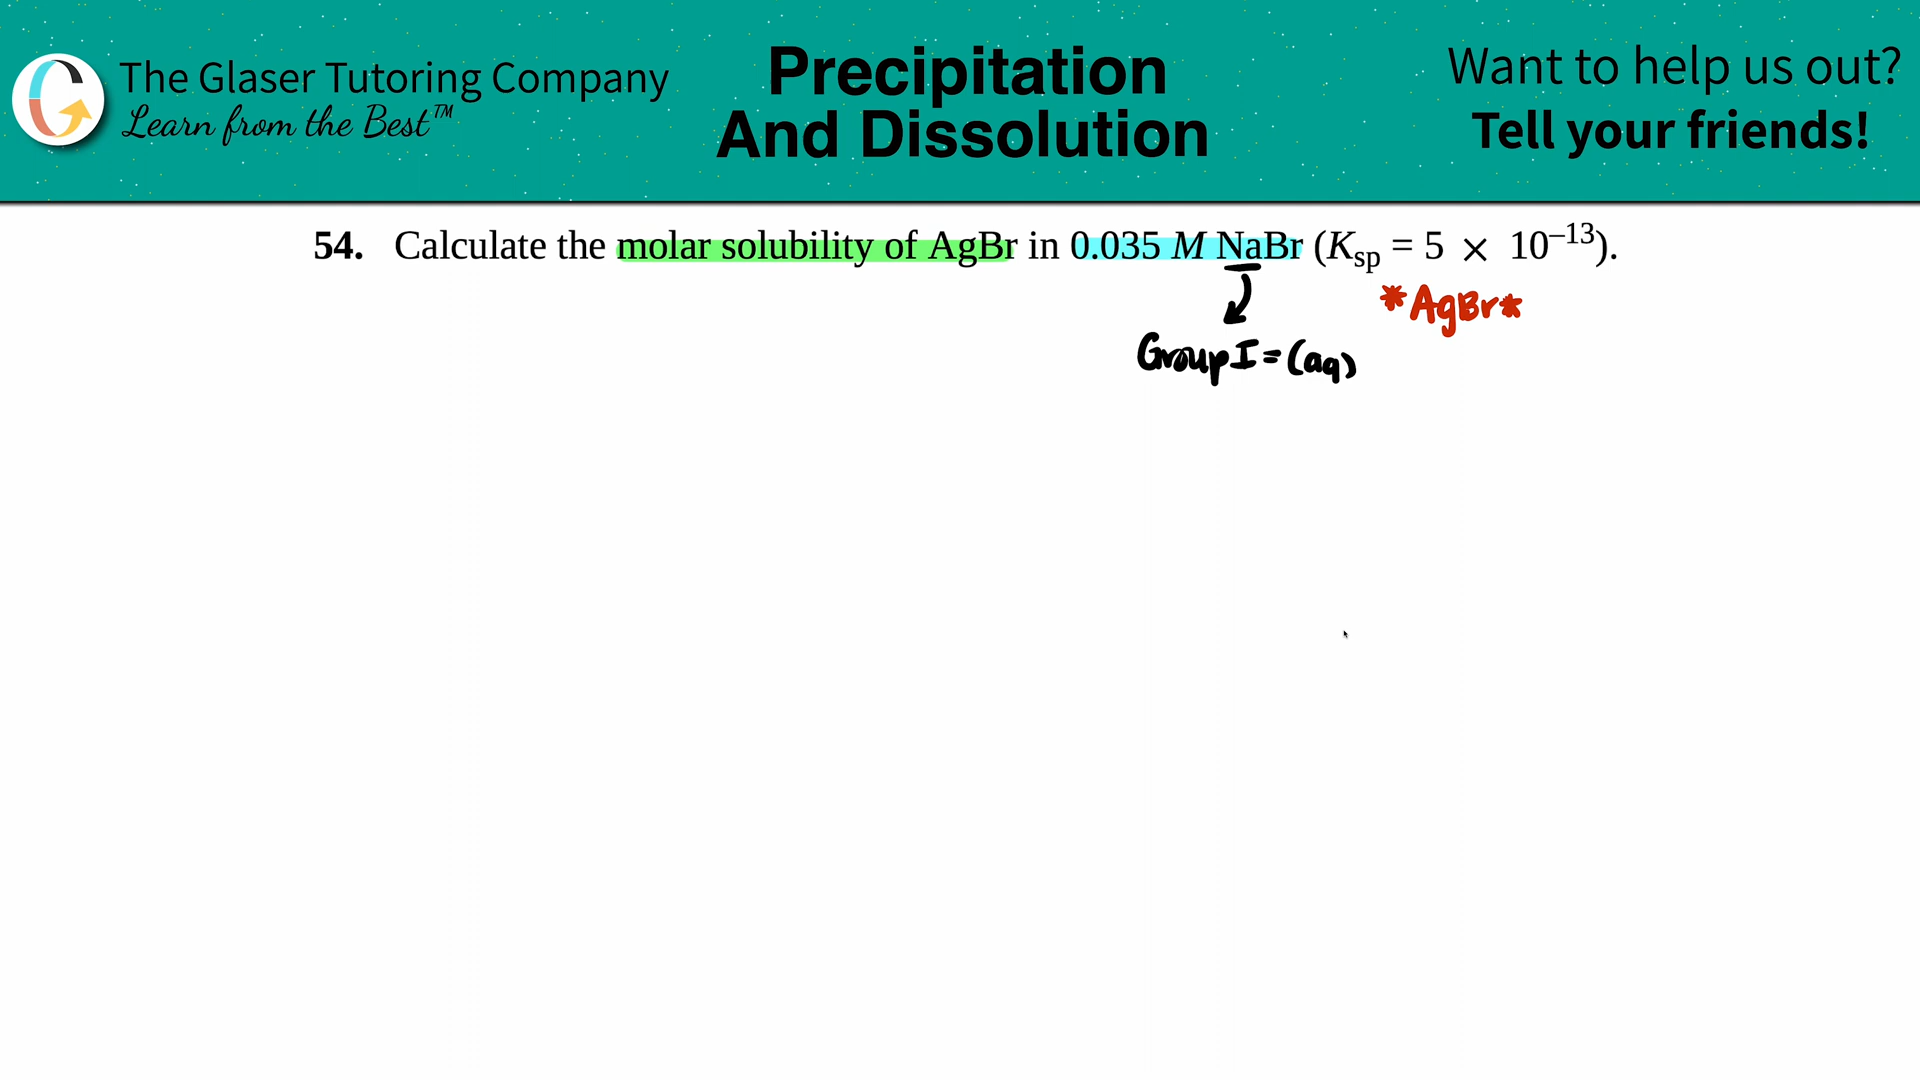 The Glaser Tutoring Company
Learn from the Best™
Precipitation
And Dissolution
Want to help us out?
Tell your friends!
54. Calculate the molar solubility of AgBr in 0.035 M NaBr (Ksp = 5 × 10⁻¹³).
*AgBr*
Group I = (aq)